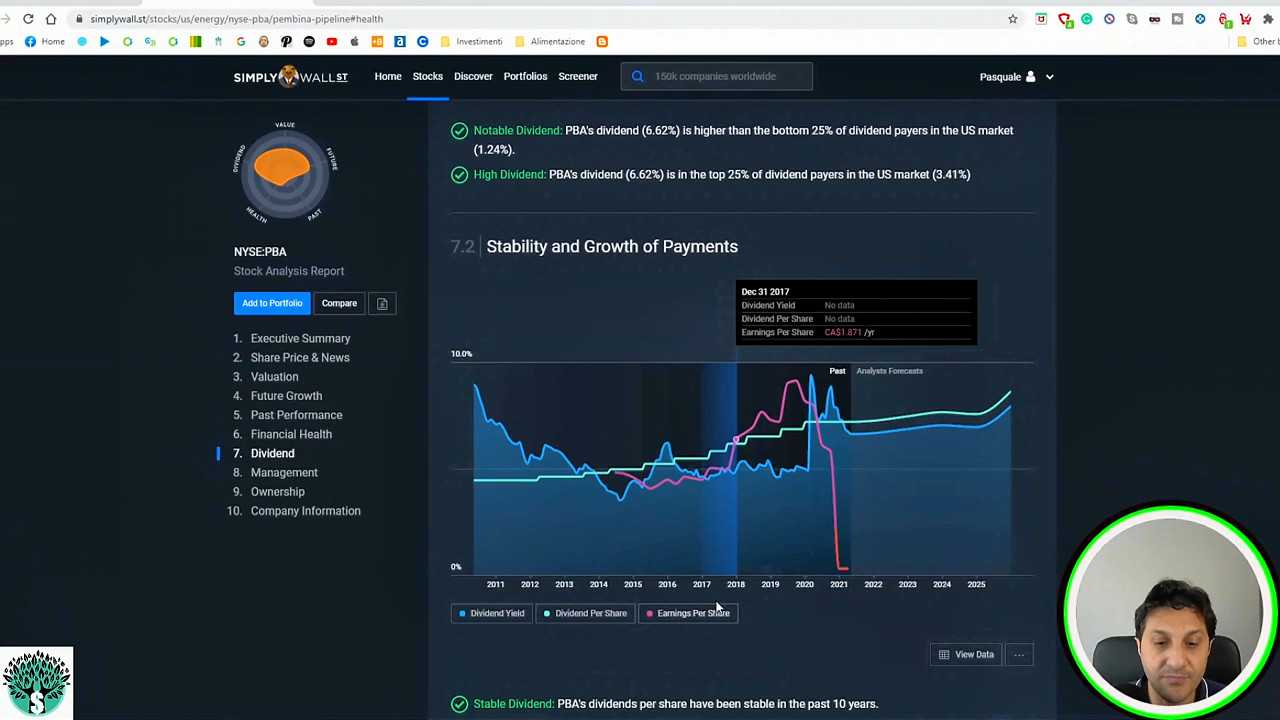 simplywall.st/stocks/us/energy/nyse-pba/pembina-pipeline#health
pps
Home
Investimenti
Alimentazione
Other b
SIMPLY WALL ST
Home
Stocks
Discover
Portfolios
Screener
150k companies worldwide
Pasquale
VALUE
FUTURE
PAST
HEALTH
DIVIDEND
NYSE:PBA
Stock Analysis Report
Add to Portfolio
Compare
1. Executive Summary
2. Share Price & News
3. Valuation
4. Future Growth
5. Past Performance
6. Financial Health
7. Dividend
8. Management
9. Ownership
10. Company Information
Notable Dividend: PBA's dividend (6.62%) is higher than the bottom 25% of dividend payers in the US market
(1.24%).
High Dividend: PBA's dividend (6.62%) is in the top 25% of dividend payers in the US market (3.41%)
7.2 Stability and Growth of Payments
Dec 31 2017
Dividend Yield No data
Dividend Per Share No data
Earnings Per Share CA$1.871 /yr
10.0%
Past
Analysts Forecasts
0%
2011 2012 2013 2014 2015 2016 2017 2018 2019 2020 2021 2022 2023 2024 2025
Dividend Yield
Dividend Per Share
Earnings Per Share
View Data
...
Stable Dividend: PBA's dividends per share have been stable in the past 10 years.
S